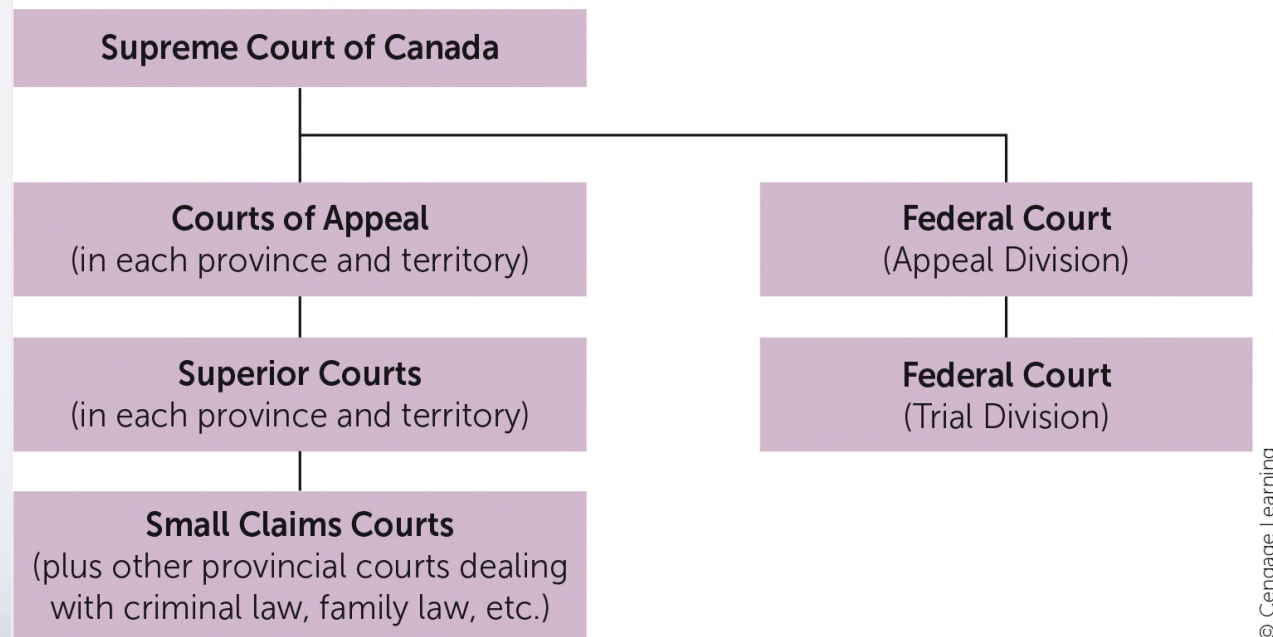 Supreme Court of Canada
Courts of Appeal
(in each province and territory)
Federal Court
(Appeal Division)
Superior Courts
(in each province and territory)
Federal Court
(Trial Division)
Small Claims Courts
(plus other provincial courts dealing
with criminal law, family law, etc.)
© Cengage Learning